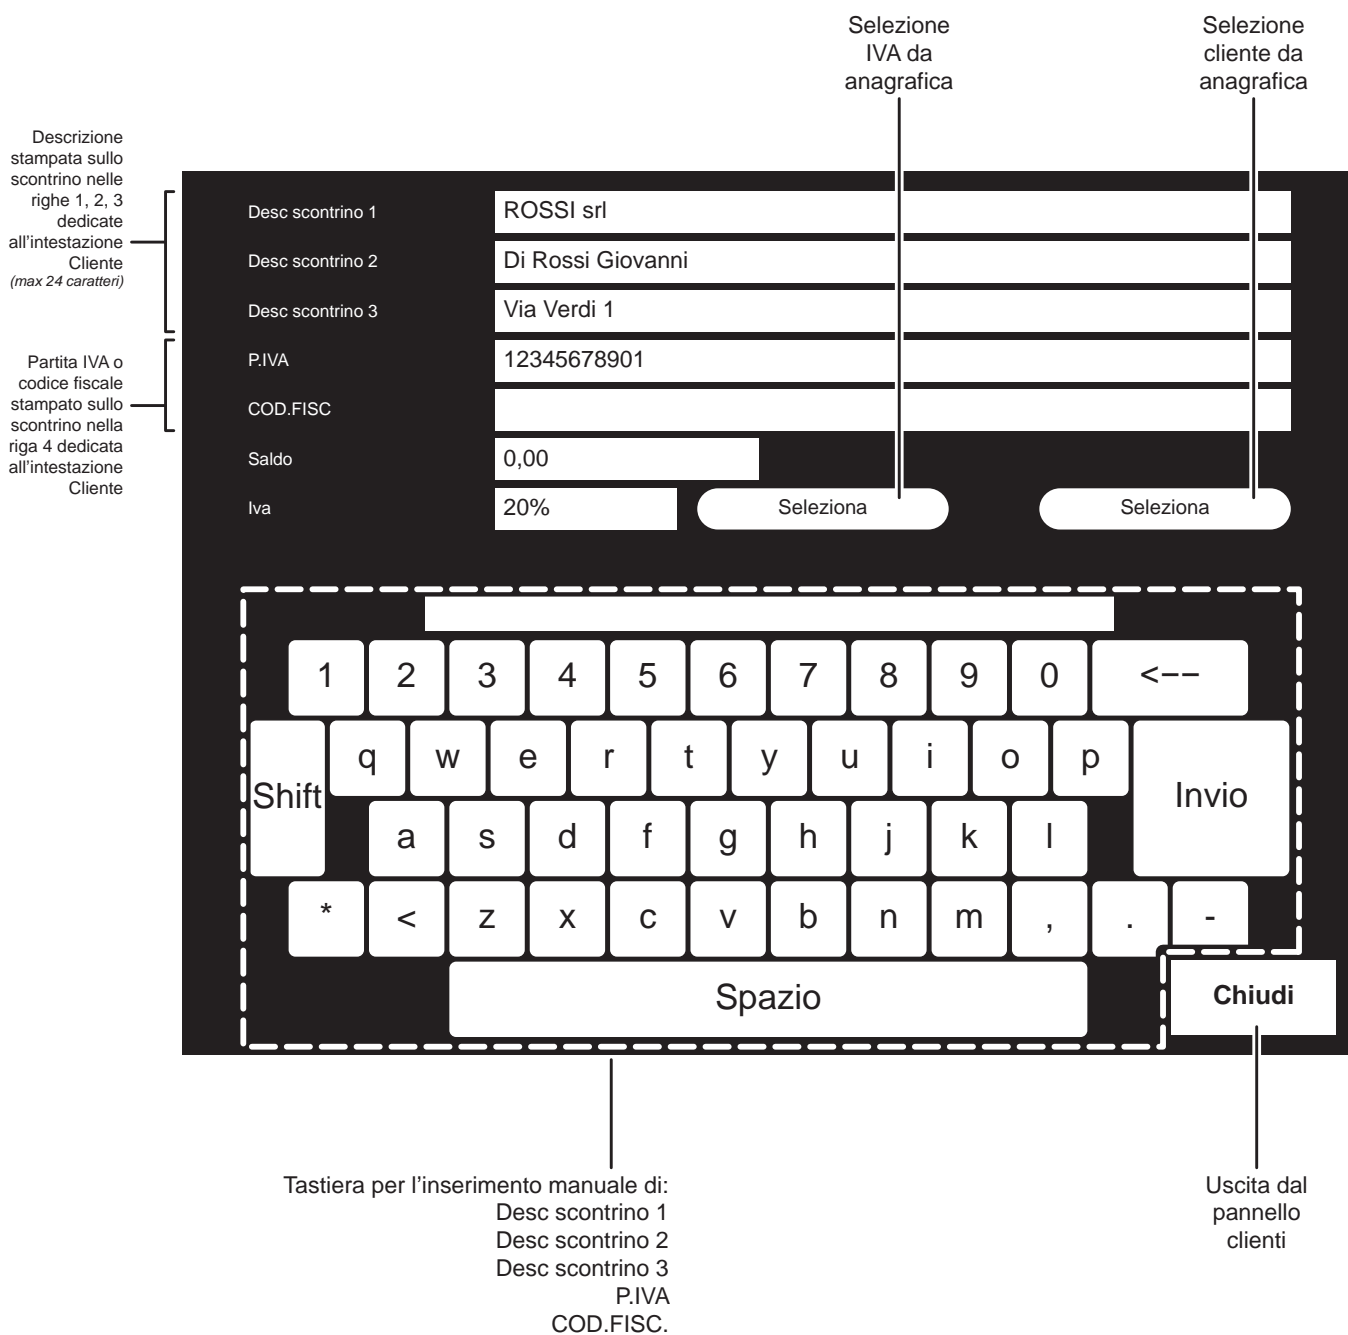 Selezione
IVA da
anagrafica
Selezione
cliente da
anagrafica
Descrizione
stampata sullo
scontrino nelle
righe 1, 2, 3
dedicate
all'intestazione
Cliente
(max 24 caratteri)
Partita IVA o
codice fiscale
stampato sullo
scontrino nella
riga 4 dedicata
all'intestazione
Cliente
Desc scontrino 1 ROSSI srl
Desc scontrino 2 Di Rossi Giovanni
Desc scontrino 3 Via Verdi 1
P.IVA 12345678901
COD.FISC
Saldo 0,00
Iva 20% Seleziona Seleziona
1 2 3 4 5 6 7 8 9 0 <--
q w e r t y u i o p
Shift Invio
a s d f g h j k l
* < z x c v b n m , . -
Spazio
Chiudi
Tastiera per l'inserimento manuale di:
Desc scontrino 1
Desc scontrino 2
Desc scontrino 3
P.IVA
COD.FISC.
Uscita dal
pannello
clienti